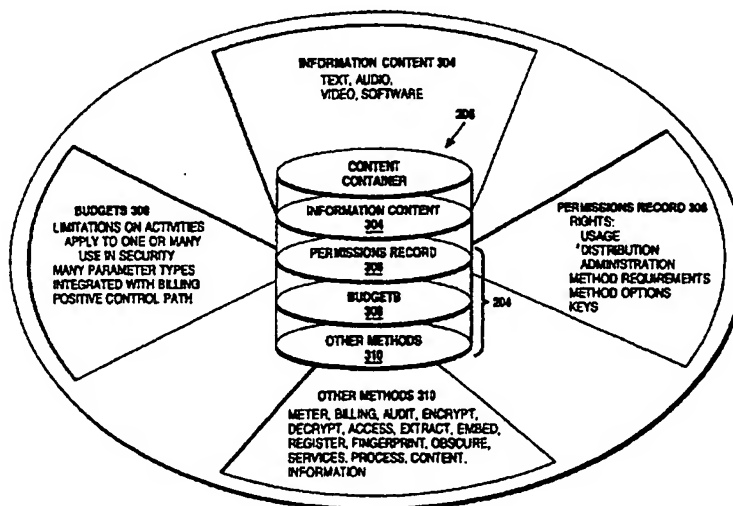 INFORMATION CONTENT 304
TEXT, AUDIO,
VIDEO, SOFTWARE
CONTENT
CONTAINER
INFORMATION CONTENT
304
PERMISSIONS RECORD
BUDGETS
308
OTHER METHODS
310
204
BUDGETS 308
LIMITATIONS ON ACTIVITIES
APPLY TO ONE OR MANY
USE IN SECURITY
MANY PARAMETER TYPES
INTEGRATED WITH BILLING
POSITIVE CONTROL PATH
PERMISSIONS RECORD
RIGHTS:
USAGE
DISTRIBUTION
ADMINISTRATION
METHOD REQUIREMENTS
METHOD OPTIONS
KEYS
OTHER METHODS 310
METER, BILLING, AUDIT, ENCRYPT,
DECRYPT, ACCESS, EXTRACT, EMBED,
REGISTER, FINGERPRINT, OBSCURE,
SERVICES, PROCESS, CONTENT,
INFORMATION